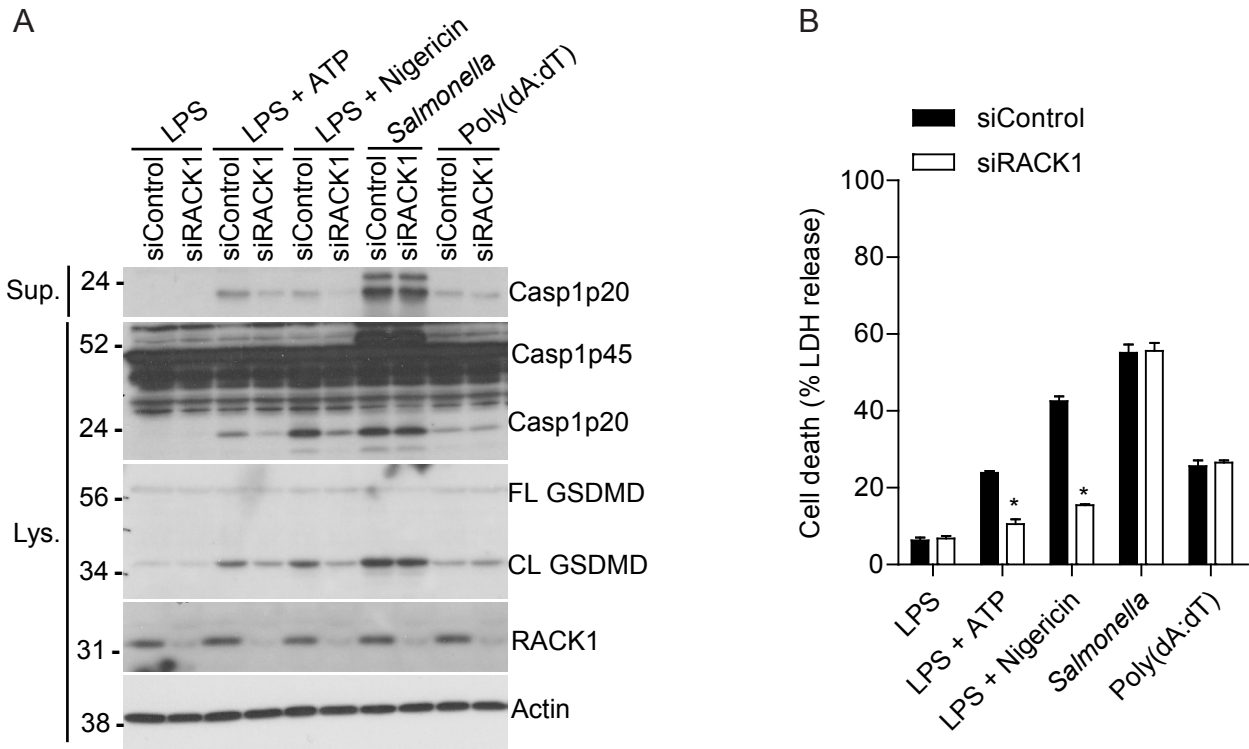 A
LPS
LPS + ATP
LPS + Nigericin
Salmonella
Poly(dA:dT)
siControl
siRACK1
siControl
siRACK1
siControl
siRACK1
siControl
siRACK1
siControl
siRACK1
Sup.
24 -
Casp1p20
Lys.
52 -
Casp1p45
24 -
Casp1p20
56 -
FL GSDMD
34 -
CL GSDMD
31 -
RACK1
38 -
Actin
B
siControl
siRACK1
Cell death (% LDH release)
100
80
60
40
20
0
*
*
LPS
LPS + ATP
LPS + Nigericin
Salmonella
Poly(dA:dT)